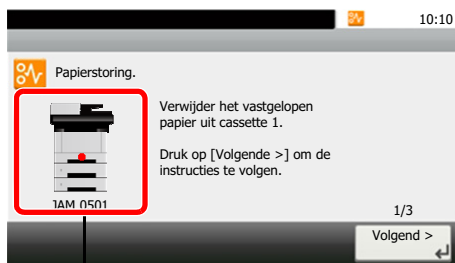 10:10
Papierstoring.
Verwijder het vastgelopen
papier uit cassette 1.
Druk op [Volgende >] om de
instructies te volgen.
JAM 0501
1/3
Volgend >